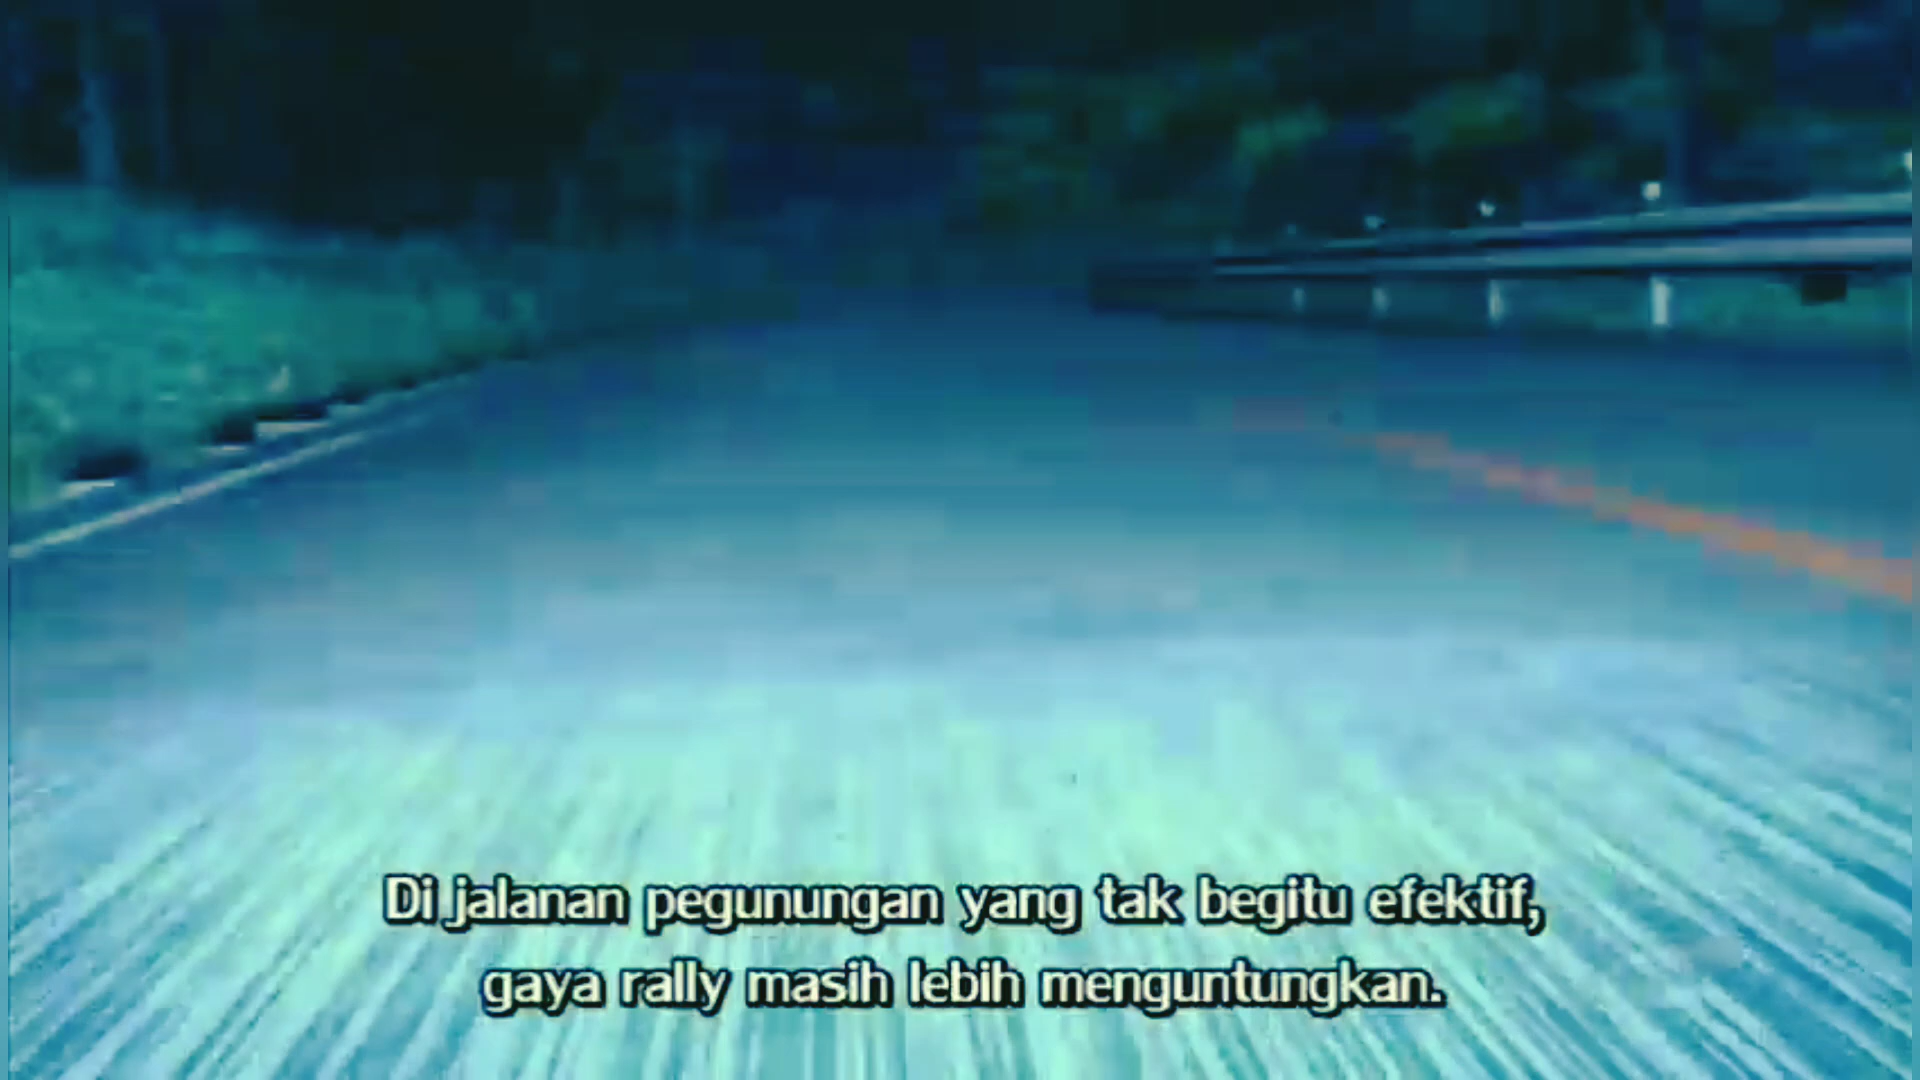 Di jalanan pegunungan yang tak begitu efektif,
gaya rally masih lebih menguntungkan.